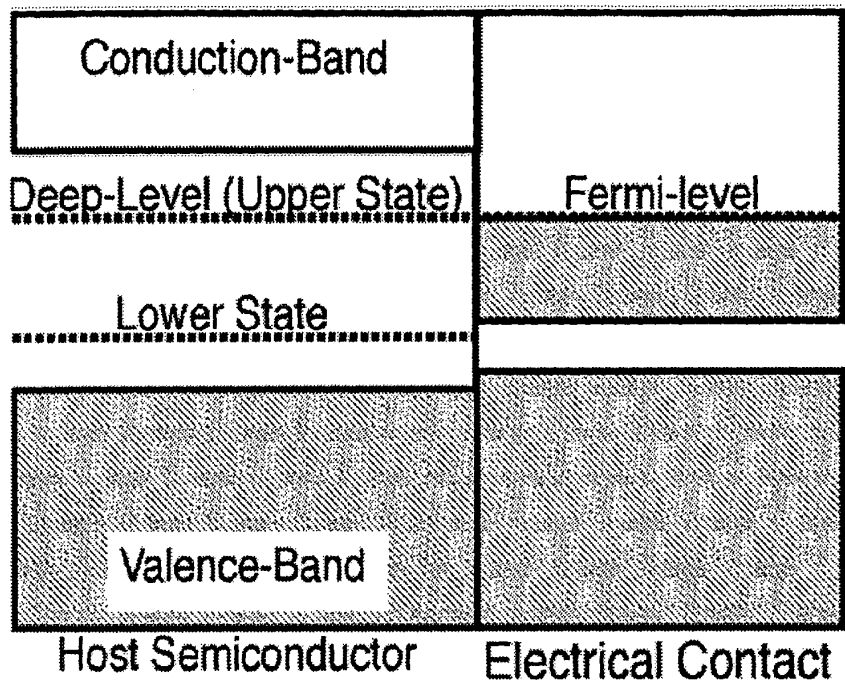 Conduction-Band
Deep-Level (Upper State)
Fermi-level
Lower State
Valence-Band
Host Semiconductor
Electrical Contact